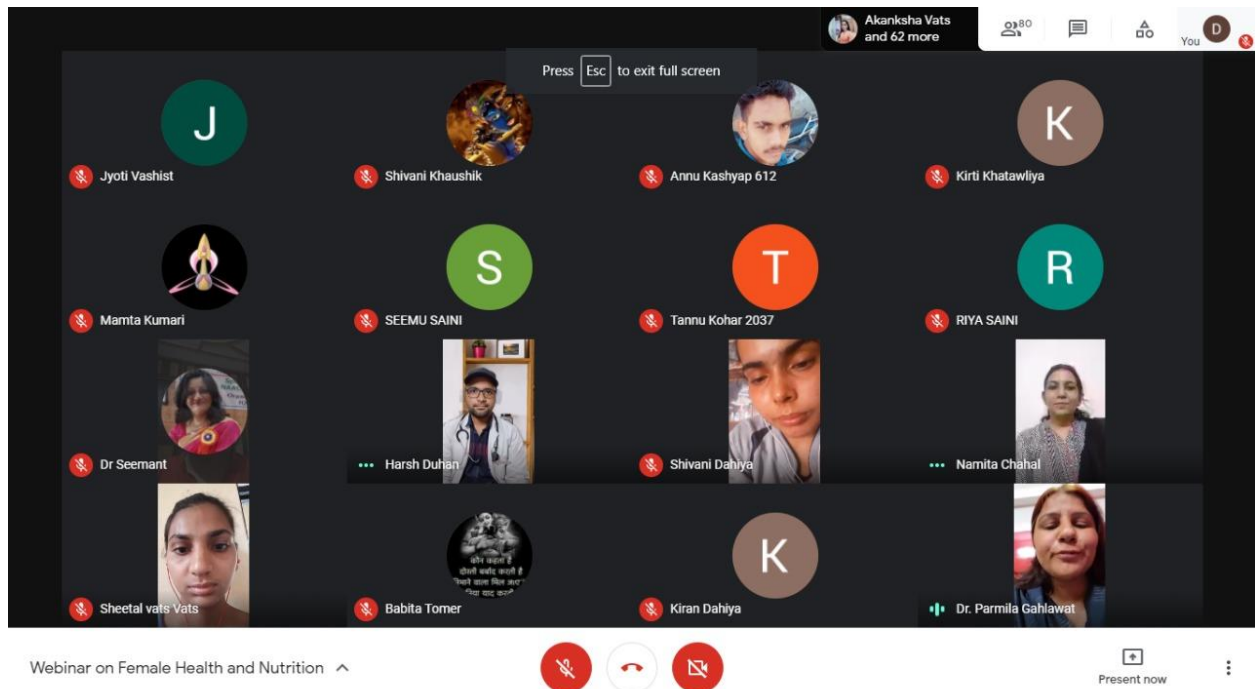 Akanksha Vats
and 62 more
80
You
D
Press Esc to exit full screen
J
K
Jyoti Vashist
Shivani Khaushik
Annu Kashyap 612
Kirti Khatawliya
S
T
R
Mamta Kumari
SEEMU SAINI
Tannu Kohar 2037
RIYA SAINI
Dr Seemant
Harsh Duhan
Shivani Dahiya
Namita Chahal
कौन कहता है
दोस्ती बर्बाद करती है
K
Sheetal vats Vats
Babita Tomer
Kiran Dahiya
Dr. Parmila Gahlawat
Webinar on Female Health and Nutrition
Present now